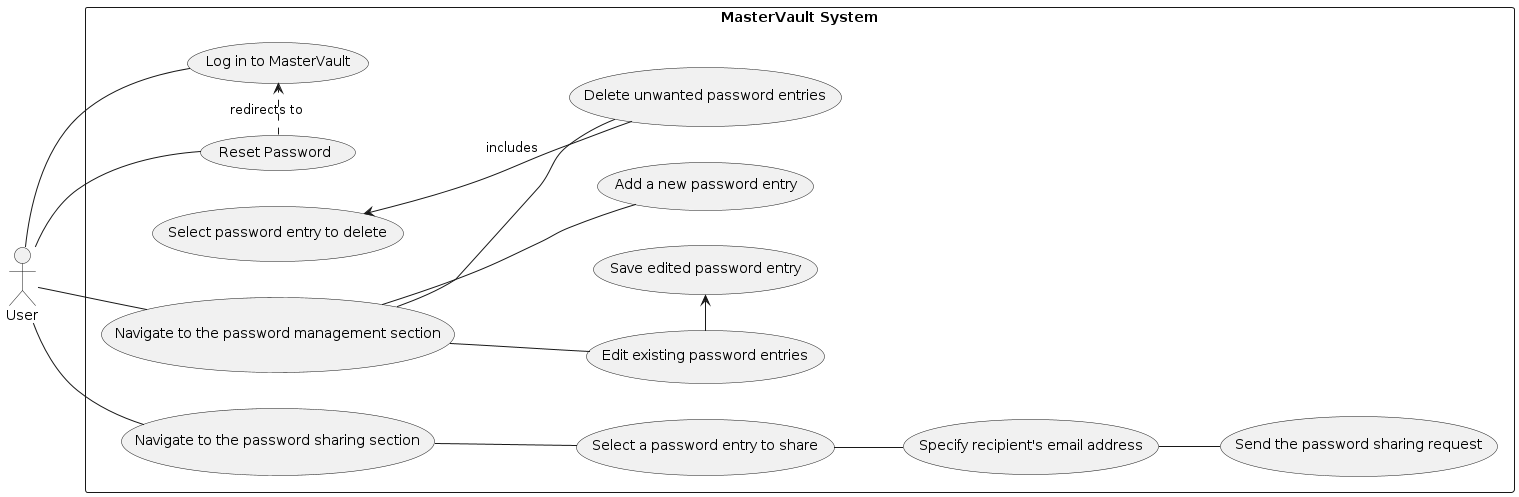 MasterVault System
Log in to MasterVault
redirects to
Reset Password
Delete unwanted password entries
includes
Add a new password entry
Select password entry to delete
Save edited password entry
User
Navigate to the password management section
Edit existing password entries
Navigate to the password sharing section
Select a password entry to share
Specify recipient's email address
Send the password sharing request